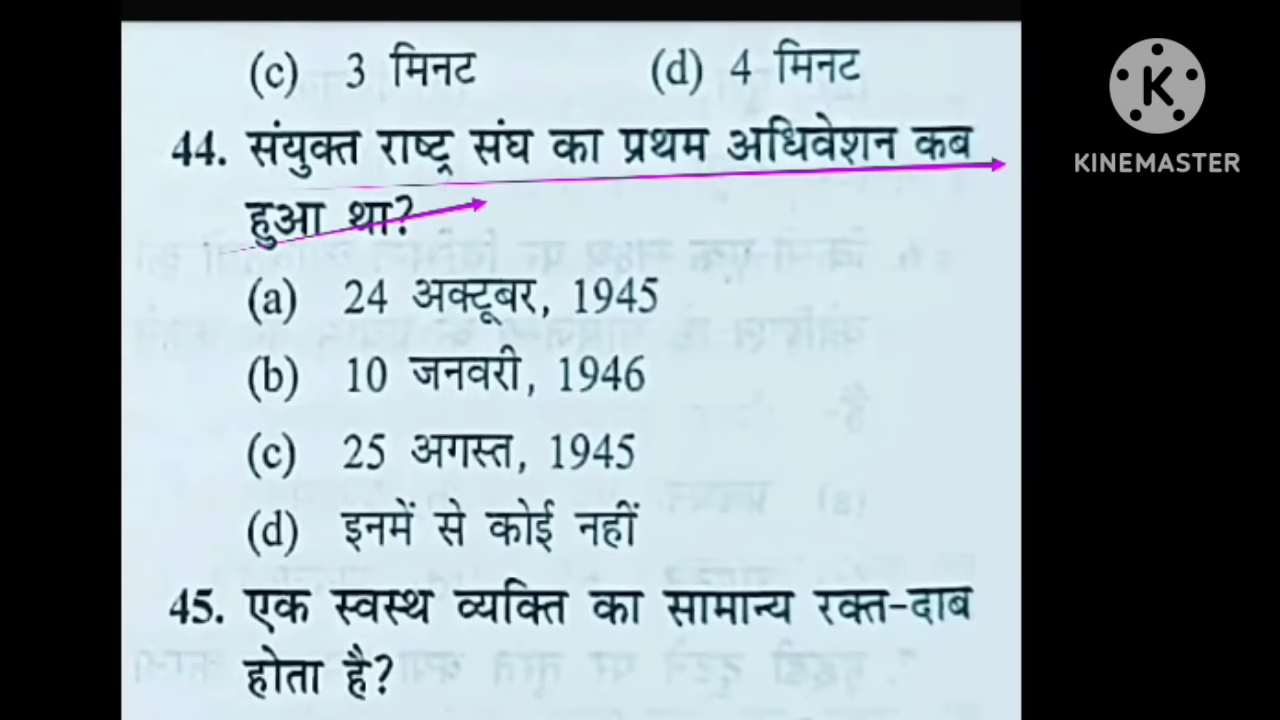 (c) 3 मिनट (d) 4 मिनट
44. संयुक्त राष्ट्र संघ का प्रथम अधिवेशन कब
हुआ था?
(a) 24 अक्टूबर, 1945
(b) 10 जनवरी, 1946
(c) 25 अगस्त, 1945
(d) इनमें से कोई नहीं
45. एक स्वस्थ व्यक्ति का सामान्य रक्त-दाब
होता है?
K
KINEMASTER